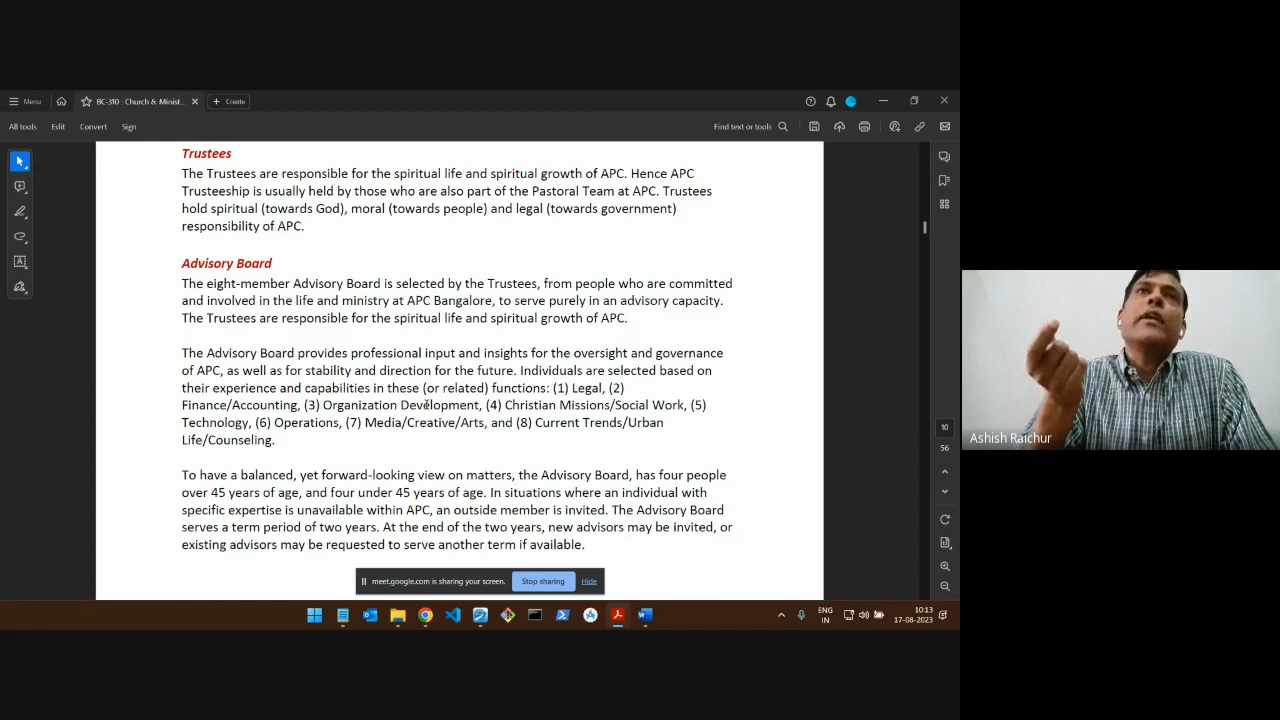 Menu
BC-310 : Church & Minist...
Create
All tools
Edit
Convert
Sign
Find text or tools
Trustees
The Trustees are responsible for the spiritual life and spiritual growth of APC. Hence APC
Trusteeship is usually held by those who are also part of the Pastoral Team at APC. Trustees
hold spiritual (towards God), moral (towards people) and legal (towards government)
responsibility of APC.
Advisory Board
The eight-member Advisory Board is selected by the Trustees, from people who are committed
and involved in the life and ministry at APC Bangalore, to serve purely in an advisory capacity.
The Trustees are responsible for the spiritual life and spiritual growth of APC.
The Advisory Board provides professional input and insights for the oversight and governance
of APC, as well as for stability and direction for the future. Individuals are selected based on
their experience and capabilities in these (or related) functions: (1) Legal, (2)
Finance/Accounting, (3) Organization Development, (4) Christian Missions/Social Work, (5)
Technology, (6) Operations, (7) Media/Creative/Arts, and (8) Current Trends/Urban
Life/Counseling.
To have a balanced, yet forward-looking view on matters, the Advisory Board, has four people
over 45 years of age, and four under 45 years of age. In situations where an individual with
specific expertise is unavailable within APC, an outside member is invited. The Advisory Board
serves a term period of two years. At the end of the two years, new advisors may be invited, or
existing advisors may be requested to serve another term if available.
10
56
Ashish Raichur
meet.google.com is sharing your screen.
Stop sharing
Hide
ENG
IN
10:13
17-08-2023